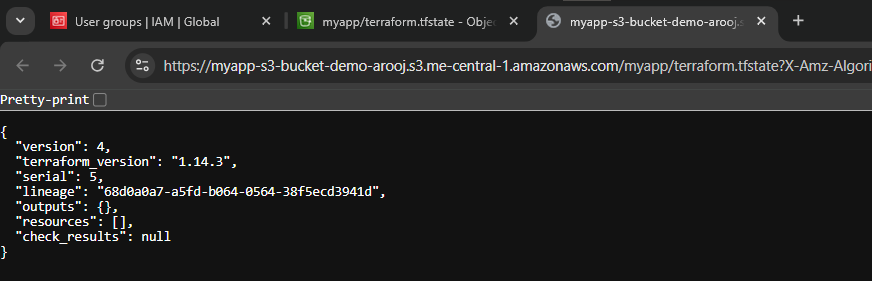 User groups | IAM | Global
myapp/terraform.tfstate - Objec
myapp-s3-bucket-demo-arooj.s
https://myapp-s3-bucket-demo-arooj.s3.me-central-1.amazonaws.com/myapp/terraform.tfstate?X-Amz-Algori
Pretty-print
{
"version": 4,
"terraform_version": "1.14.3",
"serial": 5,
"lineage": "68d0a0a7-a5fd-b064-0564-38f5ecd3941d",
"outputs": {},
"resources": [],
"check_results": null
}